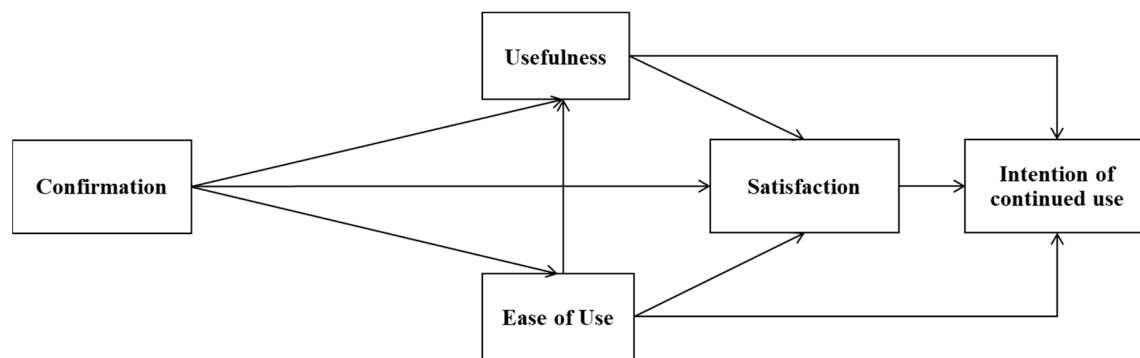 Usefulness
Confirmation
Satisfaction
Intention of
continued use
Ease of Use